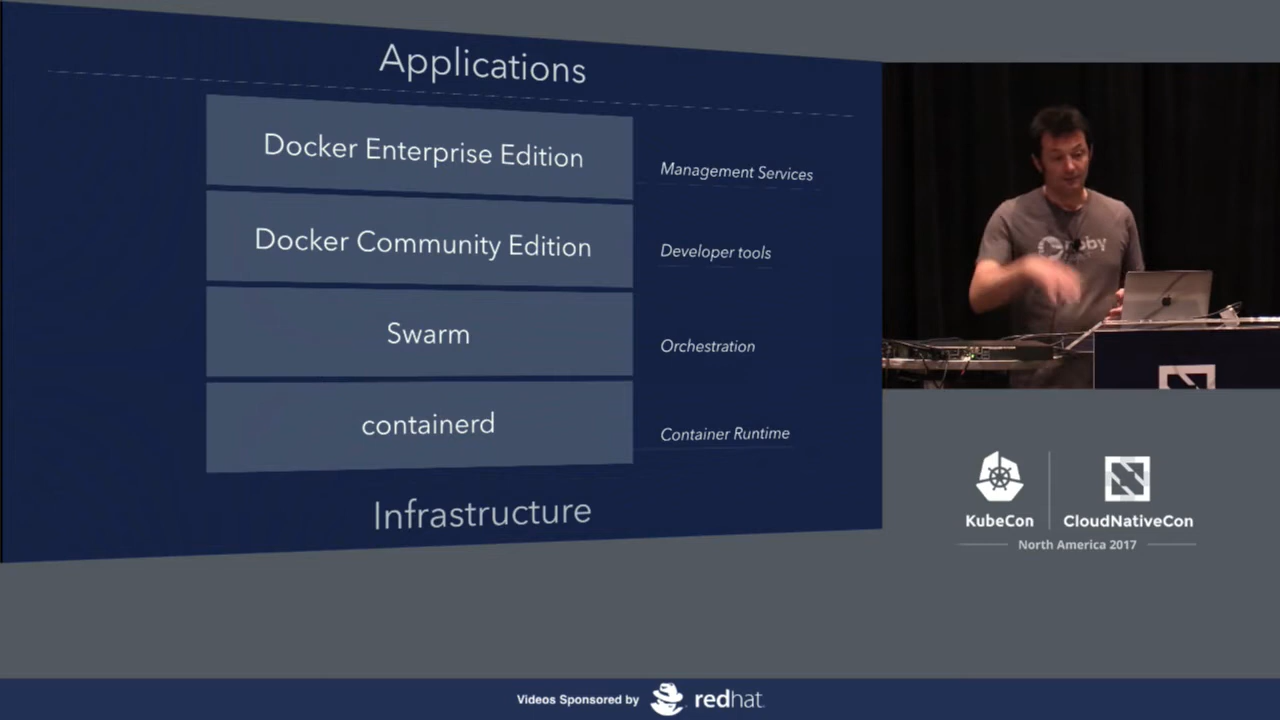 Applications
Docker Enterprise Edition
Management Services
Docker Community Edition
Developer tools
Swarm
Orchestration
containerd
Container Runtime
Infrastructure
KubeCon
CloudNativeCon
North America 2017
Videos Sponsored by
redhat